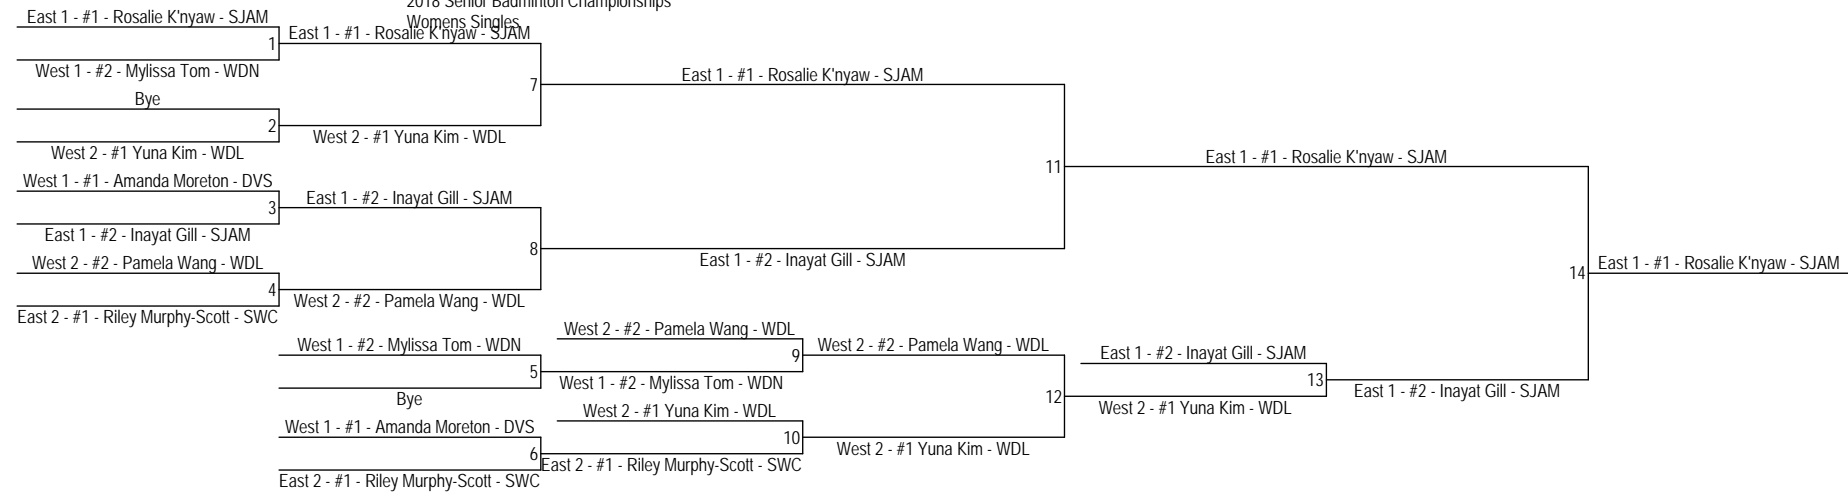 2018 Senior Badminton Championships
Womens Singles
East 1 - #1 - Rosalie K'nyaw - SJAM
1
West 1 - #2 - Mylissa Tom - WDN
East 1 - #1 - Rosalie K'nyaw - SJAM
Bye
2
West 2 - #1 Yuna Kim - WDL
West 2 - #1 Yuna Kim - WDL
7
East 1 - #1 - Rosalie K'nyaw - SJAM
West 1 - #1 - Amanda Moreton - DVS
3
East 1 - #2 - Inayat Gill - SJAM
East 1 - #2 - Inayat Gill - SJAM
West 2 - #2 - Pamela Wang - WDL
4
East 2 - #1 - Riley Murphy-Scott - SWC
West 2 - #2 - Pamela Wang - WDL
8
East 1 - #2 - Inayat Gill - SJAM
11
East 1 - #1 - Rosalie K'nyaw - SJAM
West 1 - #2 - Mylissa Tom - WDN
5
Bye
West 2 - #2 - Pamela Wang - WDL
9
West 1 - #2 - Mylissa Tom - WDN
West 2 - #2 - Pamela Wang - WDL
West 1 - #1 - Amanda Moreton - DVS
6
East 2 - #1 - Riley Murphy-Scott - SWC
West 2 - #1 Yuna Kim - WDL
10
East 2 - #1 - Riley Murphy-Scott - SWC
West 2 - #1 Yuna Kim - WDL
12
East 1 - #2 - Inayat Gill - SJAM
13
West 2 - #1 Yuna Kim - WDL
East 1 - #2 - Inayat Gill - SJAM
14
East 1 - #1 - Rosalie K'nyaw - SJAM